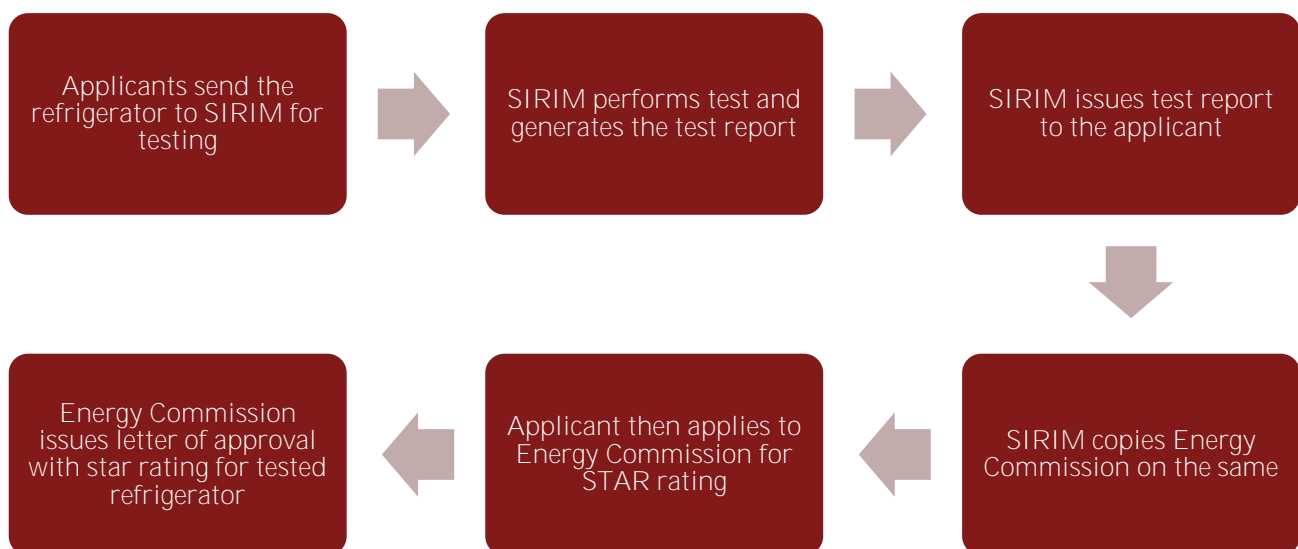 Applicants send the
refrigerator to SIRIM for
testing
SIRIM performs test and
generates the test report
SIRIM issues test report
to the applicant
SIRIM copies Energy
Commission on the same
Applicant then applies to
Energy Commission for
STAR rating
Energy Commission
issues letter of approval
with star rating for tested
refrigerator